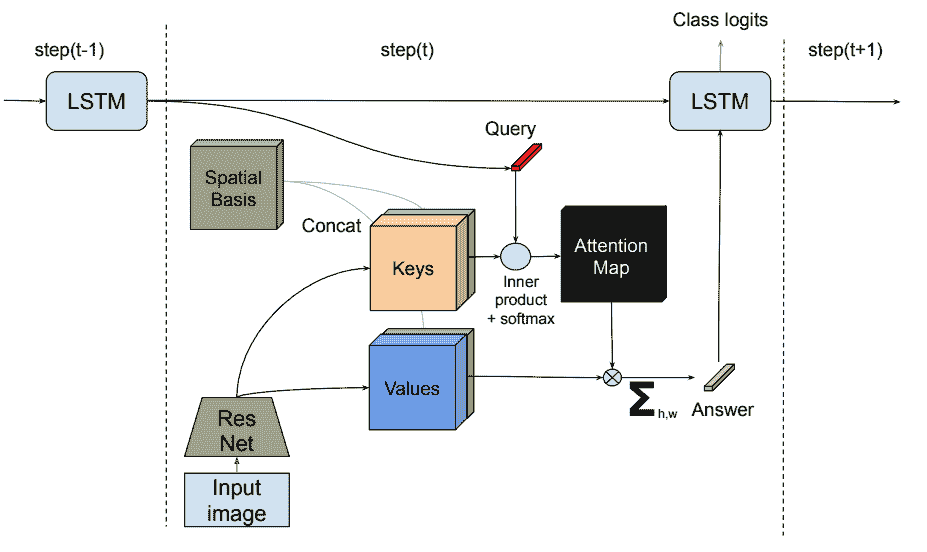 Class logits
step(t-1)
step(t)
step(t+1)
LSTM
LSTM
Query
Spatial
Basis
Concat
Keys
Attention
Map
Inner
product
+ softmax
Values
Σ h,w
Answer
Res
Net
Input
image